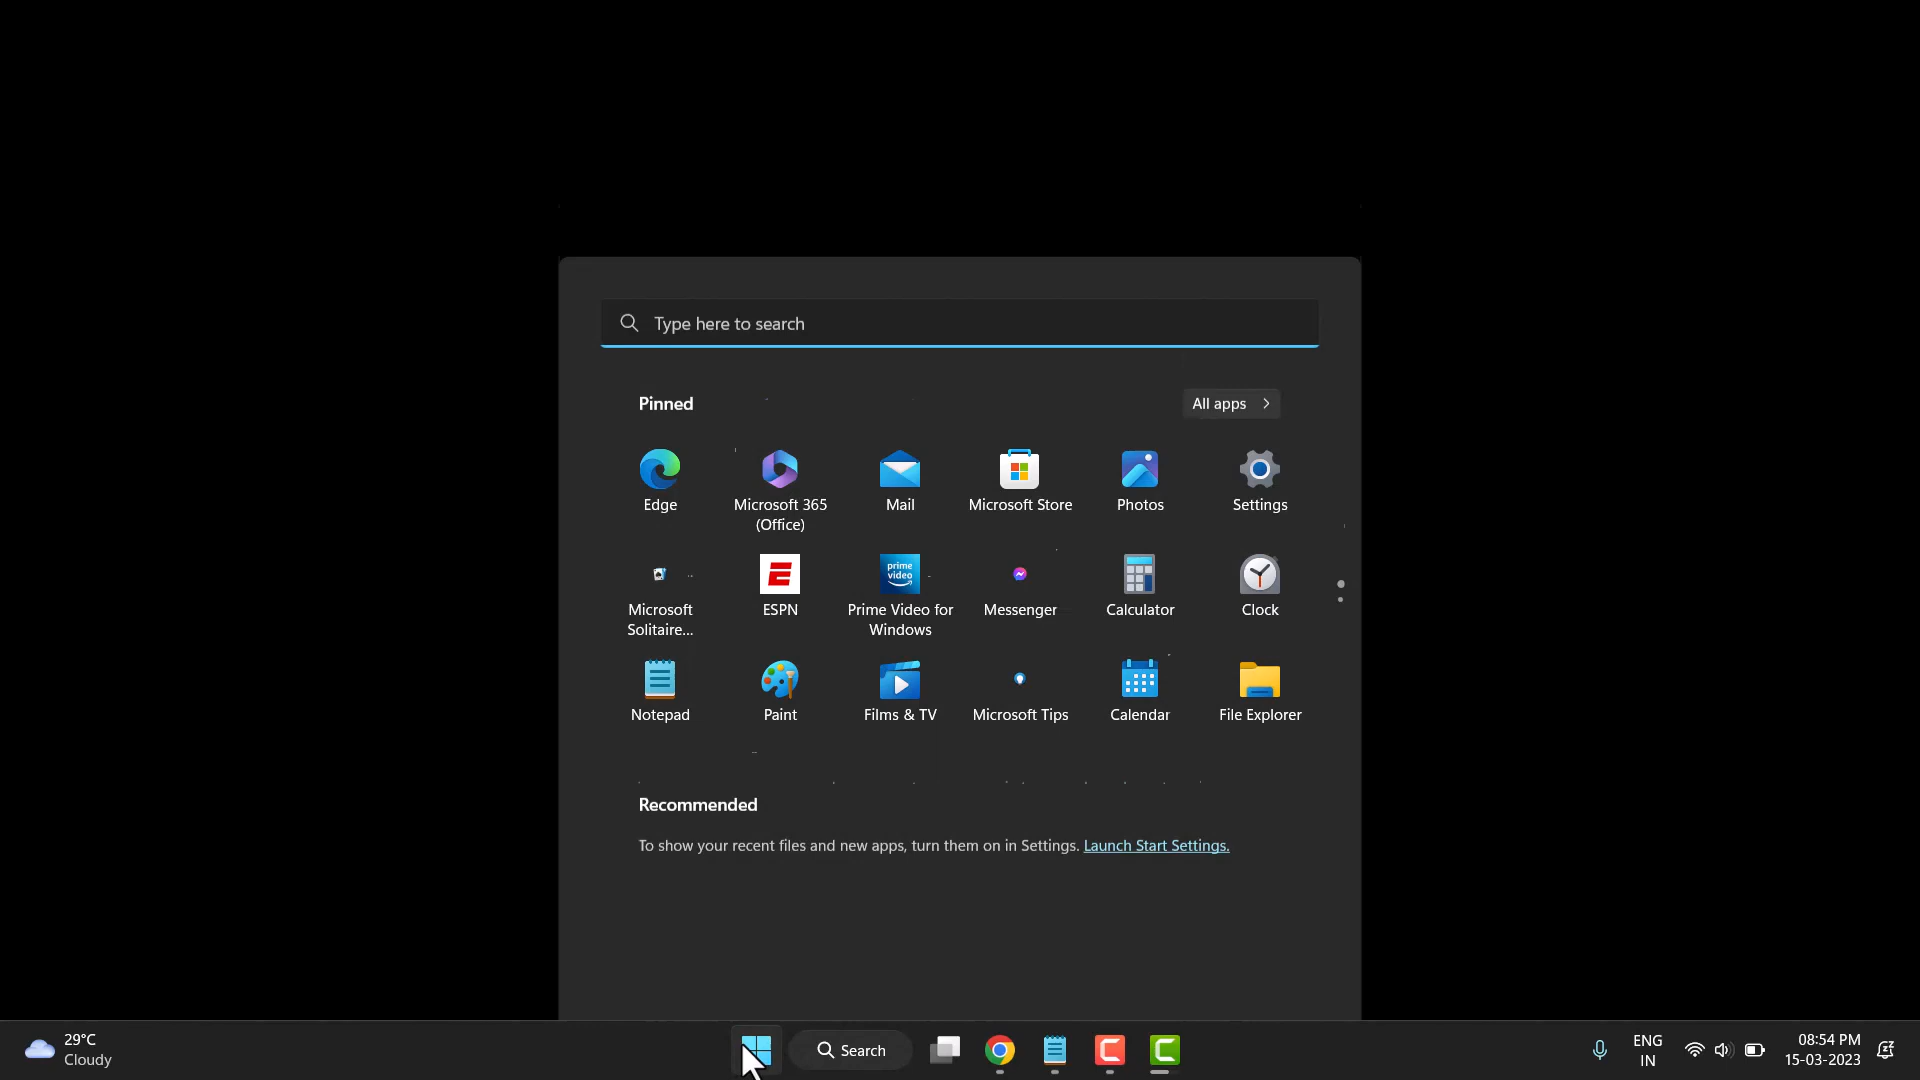 Type here to search
Pinned
All apps
Edge
Microsoft 365
(Office)
Mail
Microsoft Store
Photos
Settings
Microsoft
Solitaire...
ESPN
prime
video
Prime Video for
Windows
Messenger
Calculator
Clock
Notepad
Paint
Films & TV
Microsoft Tips
Calendar
File Explorer
Recommended
To show your recent files and new apps, turn them on in Settings. Launch Start Settings.
29°C
Cloudy
Search
ENG
IN
08:54 PM
15-03-2023